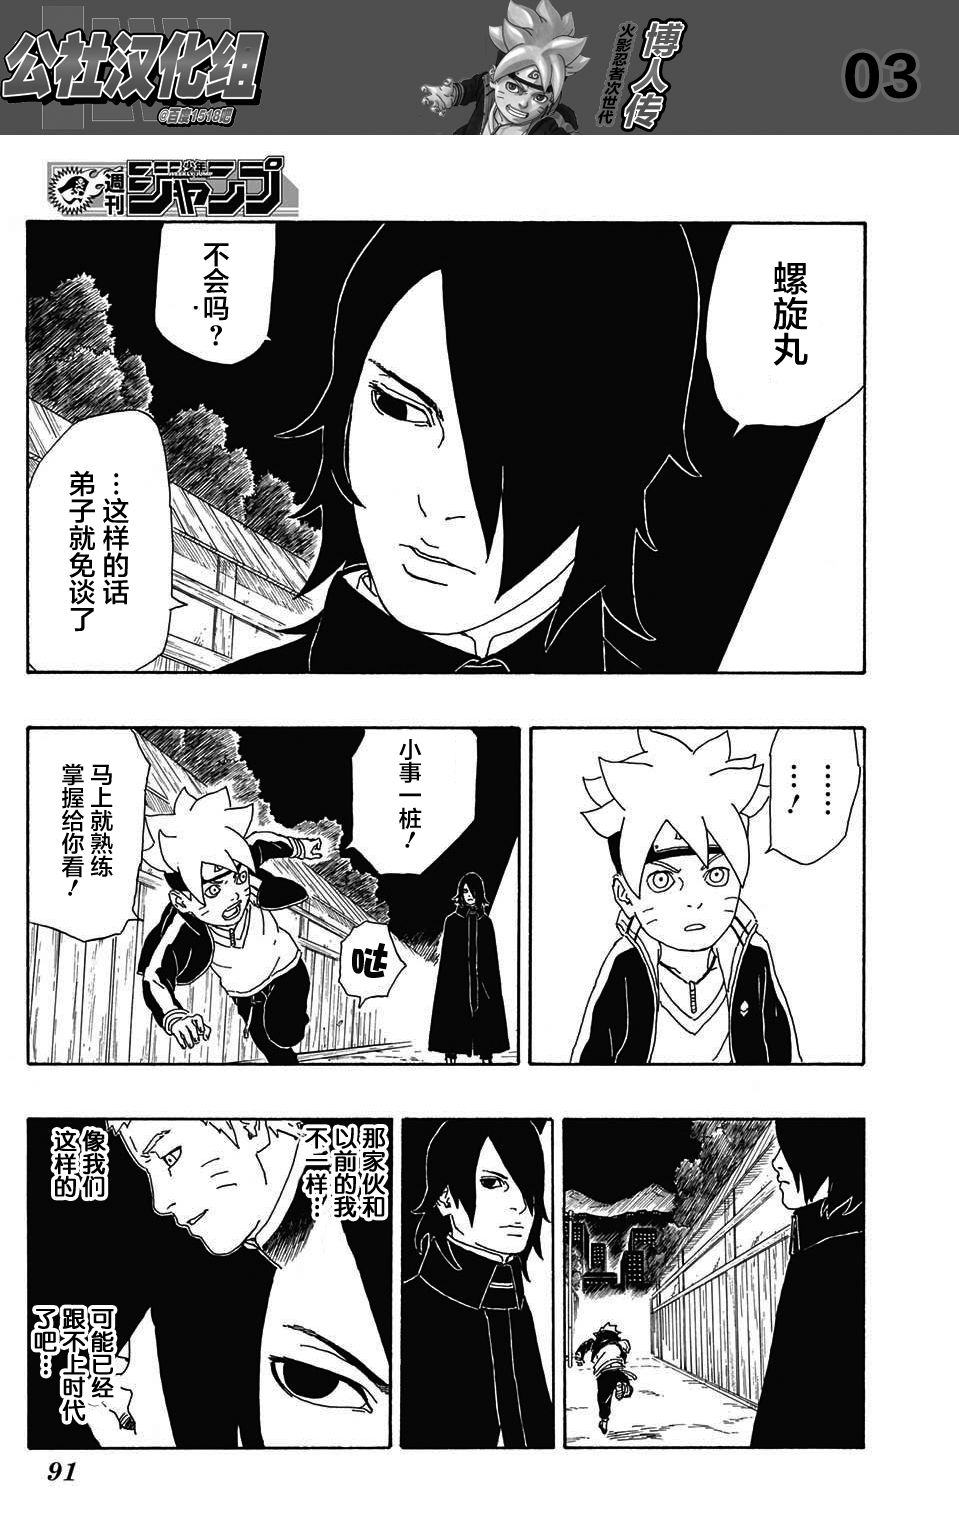 公社汉化组
@百度1518吧
博人传
火影忍者次世代
03
週刊
少年
WEEKLY JUMP
ジャンプ
螺旋丸
不会吗?
…这样的话
弟子就免谈了
……
…!
小事一桩!
马上就熟练
掌握给你看!
哒
那家伙和
以前的我
不一样…
像我们
这样的
可能已经
跟不上时代
了吧…
91